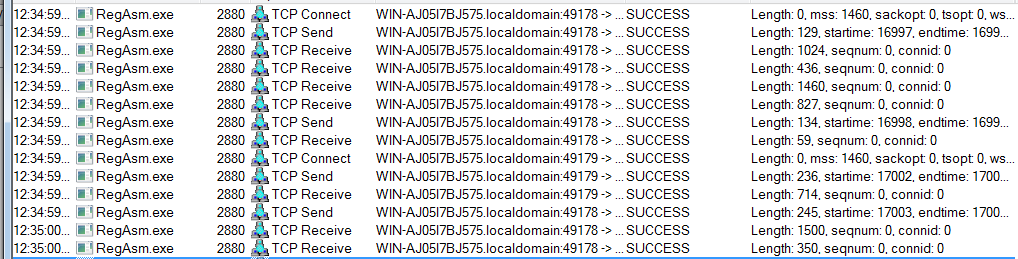 12:34:59... RegAsm.exe 2880 TCP Connect WIN-AJ05I7BJ575.localdomain:49178 -> ... SUCCESS Length: 0, mss: 1460, sackopt: 0, tsopt: 0, ws...
12:34:59... RegAsm.exe 2880 TCP Send WIN-AJ05I7BJ575.localdomain:49178 -> ... SUCCESS Length: 129, startime: 16997, endtime: 1699...
12:34:59... RegAsm.exe 2880 TCP Receive WIN-AJ05I7BJ575.localdomain:49178 -> ... SUCCESS Length: 1024, seqnum: 0, connid: 0
12:34:59... RegAsm.exe 2880 TCP Receive WIN-AJ05I7BJ575.localdomain:49178 -> ... SUCCESS Length: 436, seqnum: 0, connid: 0
12:34:59... RegAsm.exe 2880 TCP Receive WIN-AJ05I7BJ575.localdomain:49178 -> ... SUCCESS Length: 1460, seqnum: 0, connid: 0
12:34:59... RegAsm.exe 2880 TCP Receive WIN-AJ05I7BJ575.localdomain:49178 -> ... SUCCESS Length: 827, seqnum: 0, connid: 0
12:34:59... RegAsm.exe 2880 TCP Send WIN-AJ05I7BJ575.localdomain:49178 -> ... SUCCESS Length: 134, startime: 16998, endtime: 1699...
12:34:59... RegAsm.exe 2880 TCP Receive WIN-AJ05I7BJ575.localdomain:49178 -> ... SUCCESS Length: 59, seqnum: 0, connid: 0
12:34:59... RegAsm.exe 2880 TCP Connect WIN-AJ05I7BJ575.localdomain:49179 -> ... SUCCESS Length: 0, mss: 1460, sackopt: 0, tsopt: 0, ws...
12:34:59... RegAsm.exe 2880 TCP Send WIN-AJ05I7BJ575.localdomain:49179 -> ... SUCCESS Length: 236, startime: 17002, endtime: 1700...
12:34:59... RegAsm.exe 2880 TCP Receive WIN-AJ05I7BJ575.localdomain:49179 -> ... SUCCESS Length: 714, seqnum: 0, connid: 0
12:34:59... RegAsm.exe 2880 TCP Send WIN-AJ05I7BJ575.localdomain:49178 -> ... SUCCESS Length: 245, startime: 17003, endtime: 1700...
12:35:00... RegAsm.exe 2880 TCP Receive WIN-AJ05I7BJ575.localdomain:49178 -> ... SUCCESS Length: 1500, seqnum: 0, connid: 0
12:35:00... RegAsm.exe 2880 TCP Receive WIN-AJ05I7BJ575.localdomain:49178 -> ... SUCCESS Length: 350, seqnum: 0, connid: 0